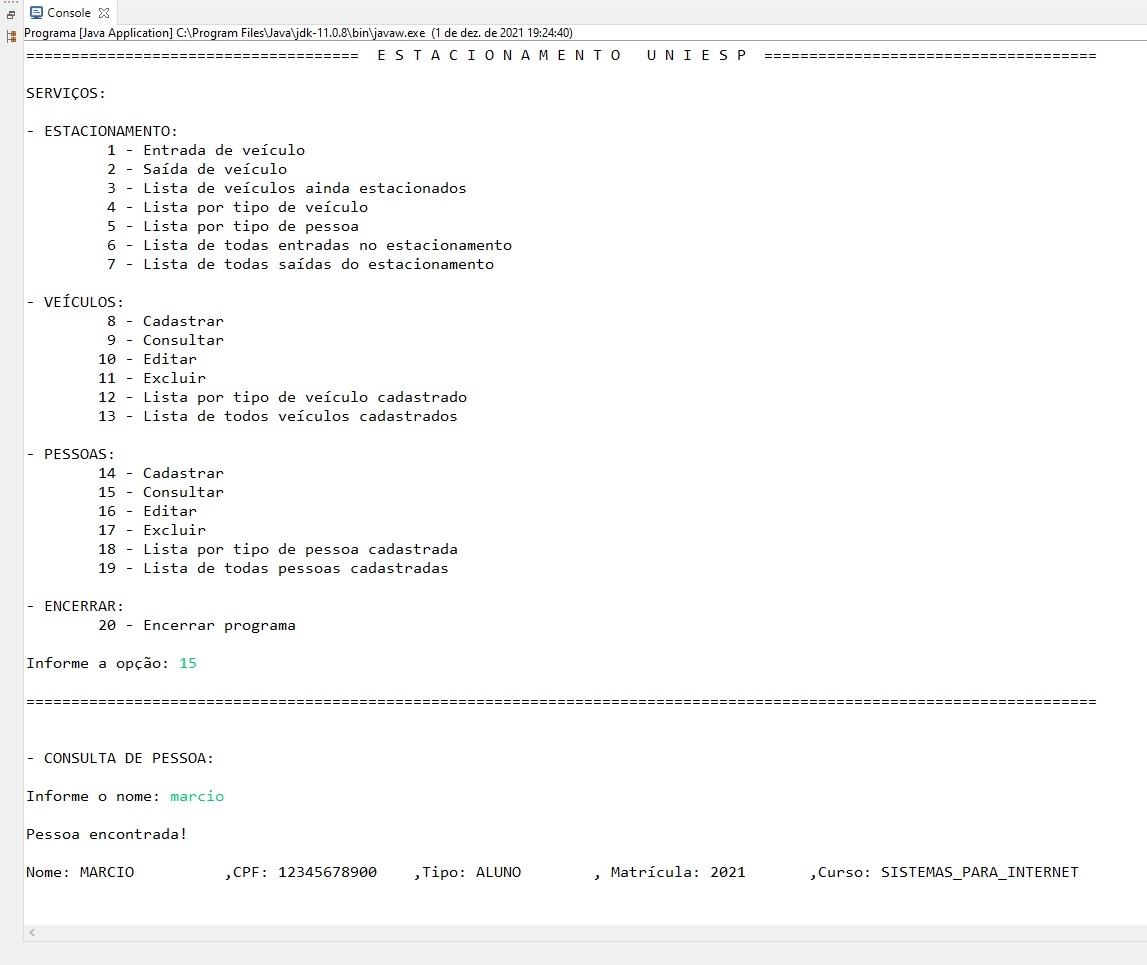 Console
Programa [Java Application] C:\Program Files\Java\jdk-11.0.8\bin\javaw.exe (1 de dez. de 2021 19:24:40)
===================================== E S T A C I O N A M E N T O   U N I E S P =====================================
SERVIÇOS:
- ESTACIONAMENTO:
1 - Entrada de veículo
2 - Saída de veículo
3 - Lista de veículos ainda estacionados
4 - Lista por tipo de veículo
5 - Lista por tipo de pessoa
6 - Lista de todas entradas no estacionamento
7 - Lista de todas saídas do estacionamento
- VEÍCULOS:
8 - Cadastrar
9 - Consultar
10 - Editar
11 - Excluir
12 - Lista por tipo de veículo cadastrado
13 - Lista de todos veículos cadastrados
- PESSOAS:
14 - Cadastrar
15 - Consultar
16 - Editar
17 - Excluir
18 - Lista por tipo de pessoa cadastrada
19 - Lista de todas pessoas cadastradas
- ENCERRAR:
20 - Encerrar programa
Informe a opção: 15
=======================================================================================================================
- CONSULTA DE PESSOA:
Informe o nome: marcio
Pessoa encontrada!
Nome: MARCIO          ,CPF: 12345678900    ,Tipo: ALUNO        , Matrícula: 2021       ,Curso: SISTEMAS_PARA_INTERNET